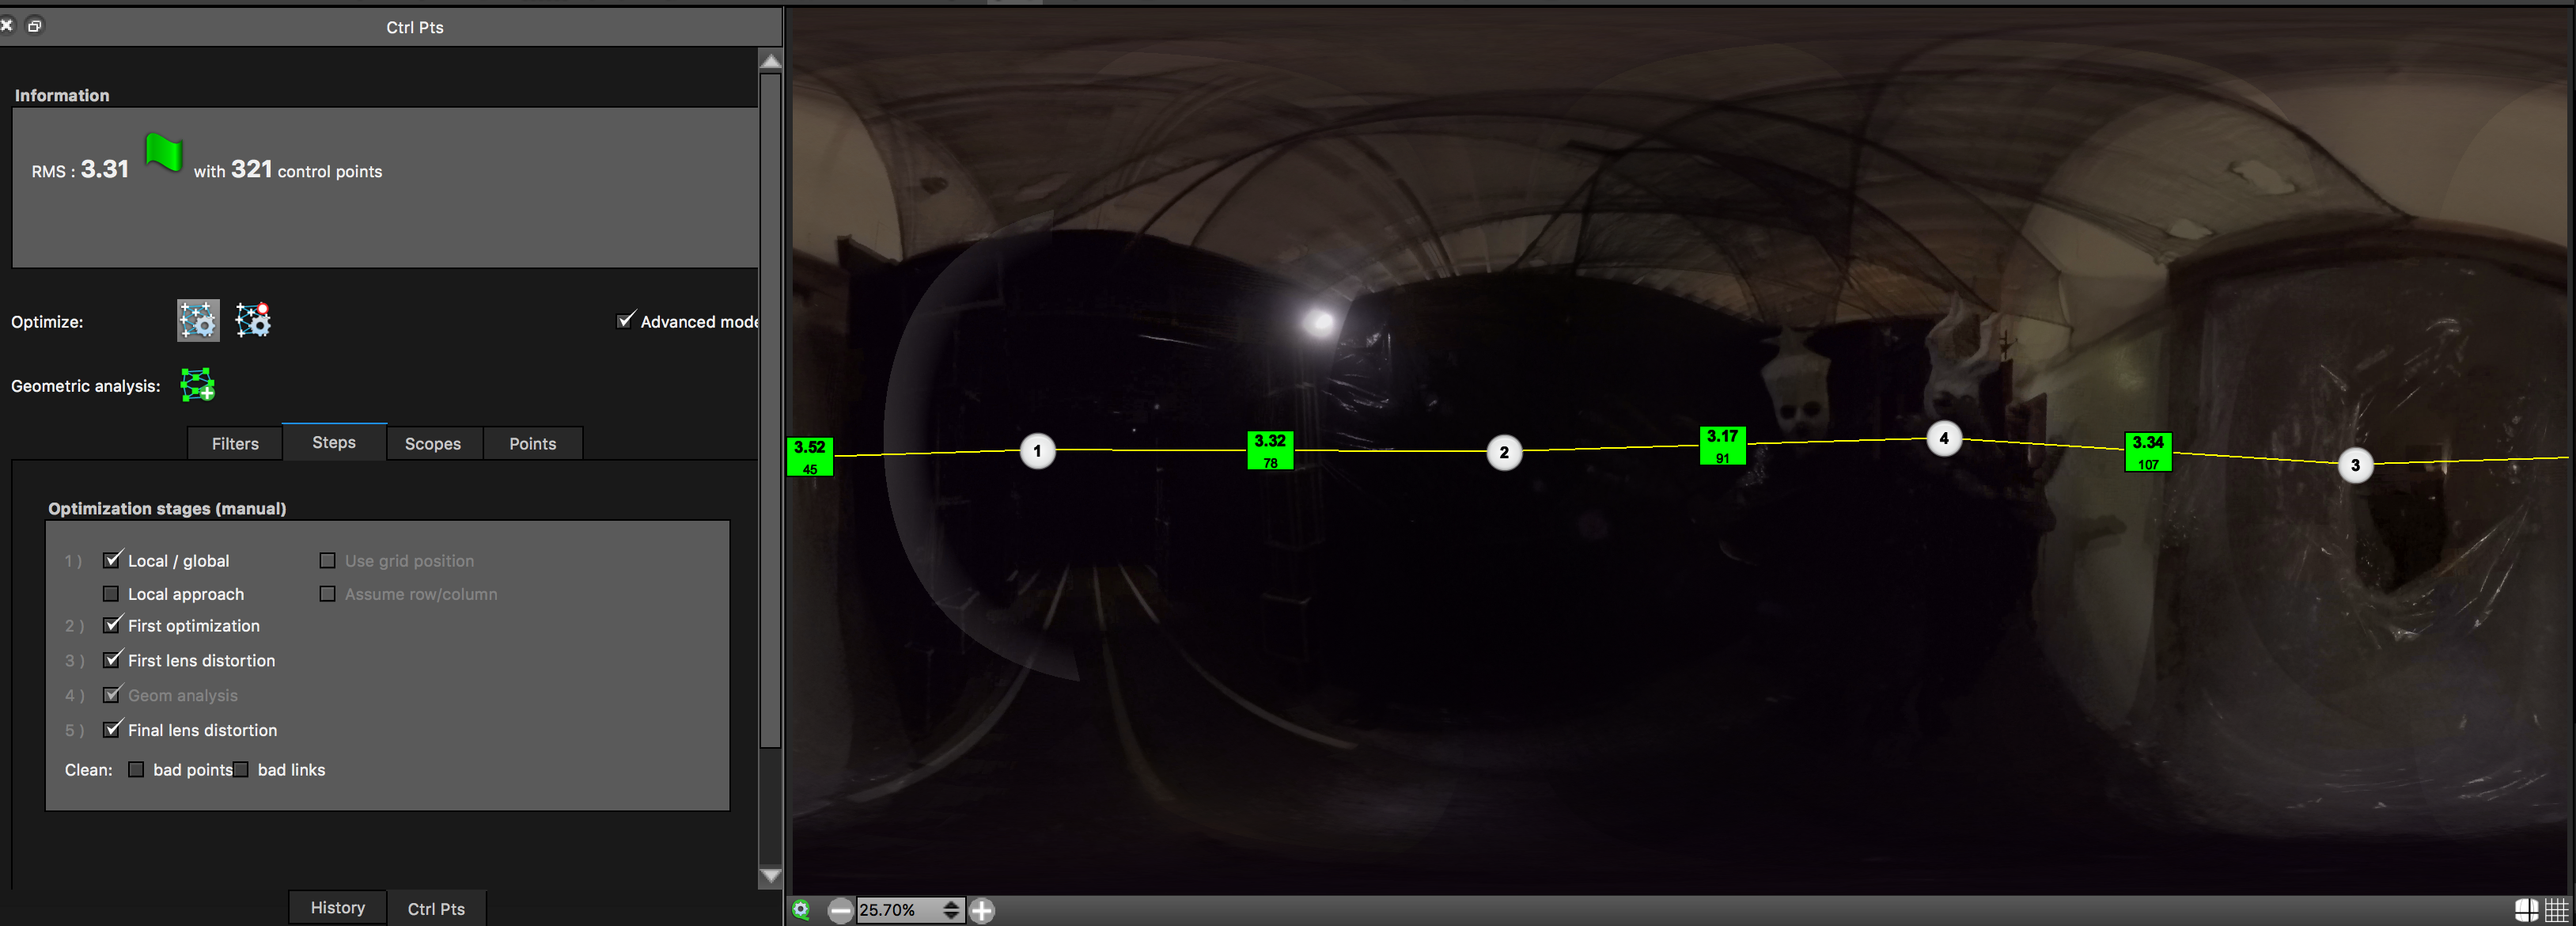 Ctrl Pts
Information
RMS : 3.31 with 321 control points
Optimize:
Advanced mode
Geometric analysis:
Filters
Steps
Scopes
Points
Optimization stages (manual)
1 ) Local / global
Use grid position
Local approach
Assume row/column
2 ) First optimization
3 ) First lens distortion
4 ) Geom analysis
5 ) Final lens distortion
Clean: bad points bad links
History
Ctrl Pts
3.52
45
1
3.32
78
2
3.17
91
4
3.34
107
3
25.70%